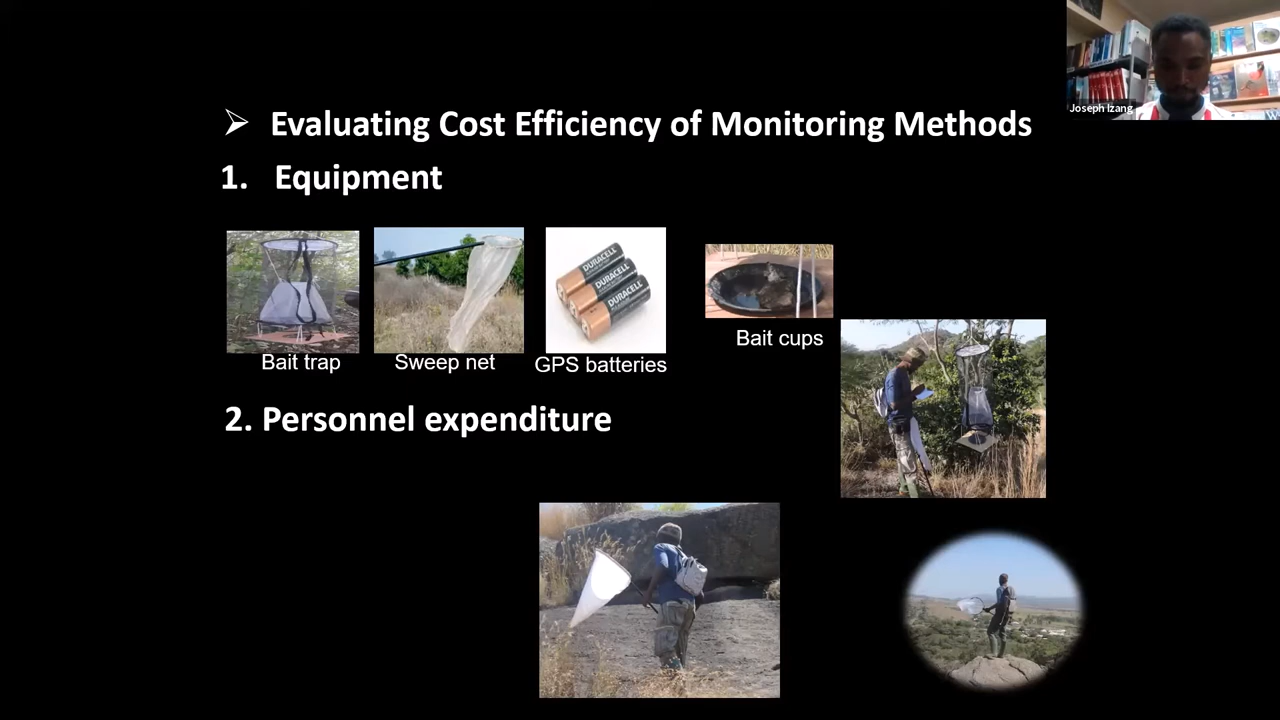 Joseph Izang
➢ Evaluating Cost Efficiency of Monitoring Methods
1. Equipment
DURACELL
DURACELL
DURACELL
Bait trap
Sweep net
GPS batteries
Bait cups
2. Personnel expenditure